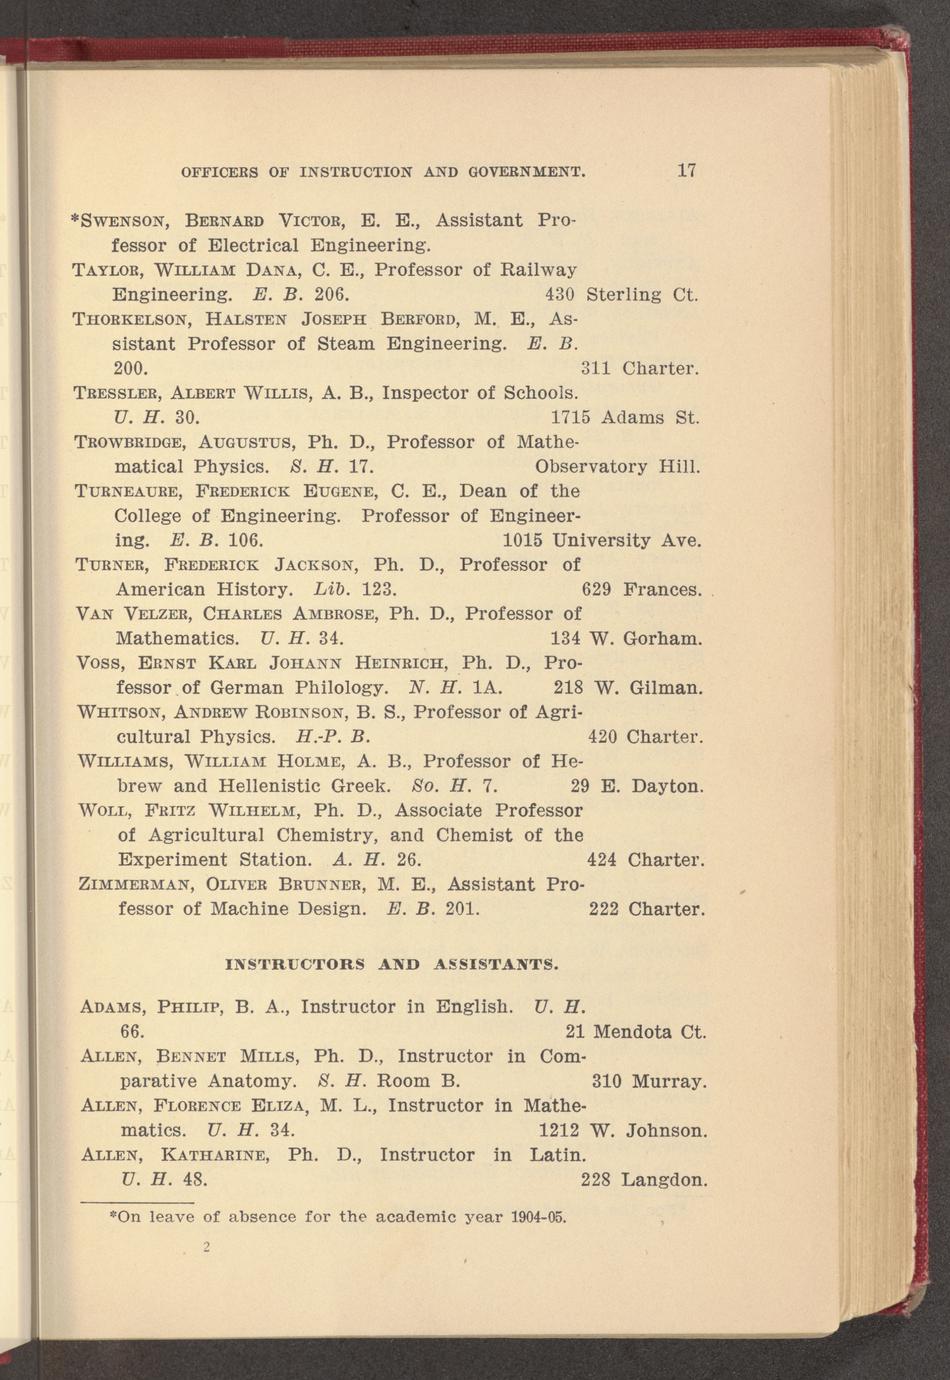 OFFICERS OF INSTRUCTION AND GOVERNMENT. 17
*SWENSON, BERNARD VICTOR, E. E., Assistant Pro-
fessor of Electrical Engineering.
TAYLOR, WILLIAM DANA, C. E., Professor of Railway
Engineering. E. B. 206. 430 Sterling Ct.
THORKELSON, HALSTEN JOSEPH BERFORD, M. E., As-
sistant Professor of Steam Engineering. E. B.
200. 311 Charter.
TRESSLER, ALBERT WILLIS, A. B., Inspector of Schools.
U. H. 30. 1715 Adams St.
TROWBRIDGE, AUGUSTUS, Ph. D., Professor of Mathe-
matical Physics. S. H. 17. Observatory Hill.
TURNEAURE, FREDERICK EUGENE, C. E., Dean of the
College of Engineering. Professor of Engineer-
ing. E. B. 106. 1015 University Ave.
TURNER, FREDERICK JACKSON, Ph. D., Professor of
American History. Lib. 123. 629 Frances.
VAN VELZER, CHARLES AMBROSE, Ph. D., Professor of
Mathematics. U. H. 34. 134 W. Gorham.
VOSS, ERNST KARL JOHANN HEINRICH, Ph. D., Pro-
fessor of German Philology. N. H. 1A. 218 W. Gilman.
WHITSON, ANDREW ROBINSON, B. S., Professor of Agri-
cultural Physics. H.-P. B. 420 Charter.
WILLIAMS, WILLIAM HOLME, A. B., Professor of He-
brew and Hellenistic Greek. So. H. 7. 29 E. Dayton.
WOLL, FRITZ WILHELM, Ph. D., Associate Professor
of Agricultural Chemistry, and Chemist of the
Experiment Station. A. H. 26. 424 Charter.
ZIMMERMAN, OLIVER BRUNNER, M. E., Assistant Pro-
fessor of Machine Design. E. B. 201. 222 Charter.
INSTRUCTORS AND ASSISTANTS.
ADAMS, PHILIP, B. A., Instructor in English. U. H.
66. 21 Mendota Ct.
ALLEN, BENNET MILLS, Ph. D., Instructor in Com-
parative Anatomy. S. H. Room B. 310 Murray.
ALLEN, FLORENCE ELIZA, M. L., Instructor in Mathe-
matics. U. H. 34. 1212 W. Johnson.
ALLEN, KATHARINE, Ph. D., Instructor in Latin.
U. H. 48. 228 Langdon.
*On leave of absence for the academic year 1904-05.
2